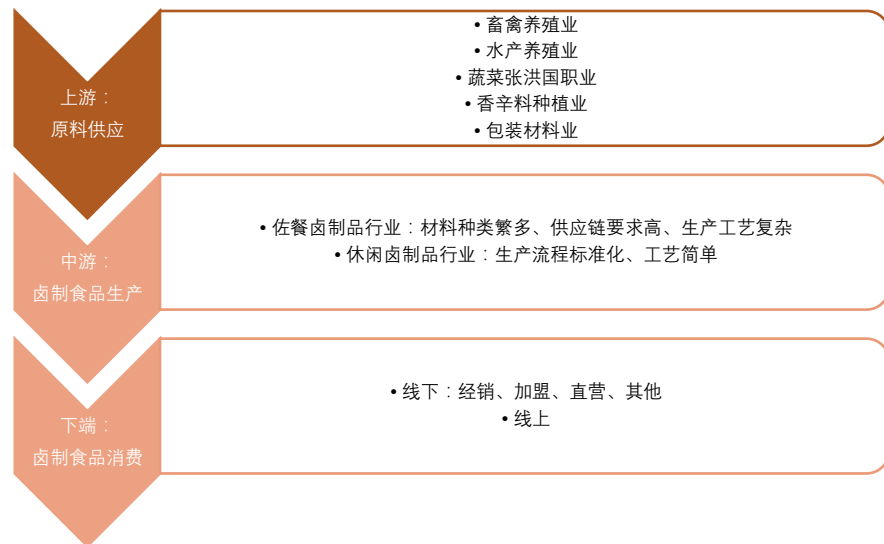 上游：
原料供应
• 畜禽养殖业
• 水产养殖业
• 蔬菜张洪国职业
• 香辛料种植业
• 包装材料业
中游：
卤制食品生产
• 佐餐卤制品行业：材料种类繁多、供应链要求高、生产工艺复杂
• 休闲卤制品行业：生产流程标准化、工艺简单
下端：
卤制食品消费
• 线下：经销、加盟、直营、其他
• 线上